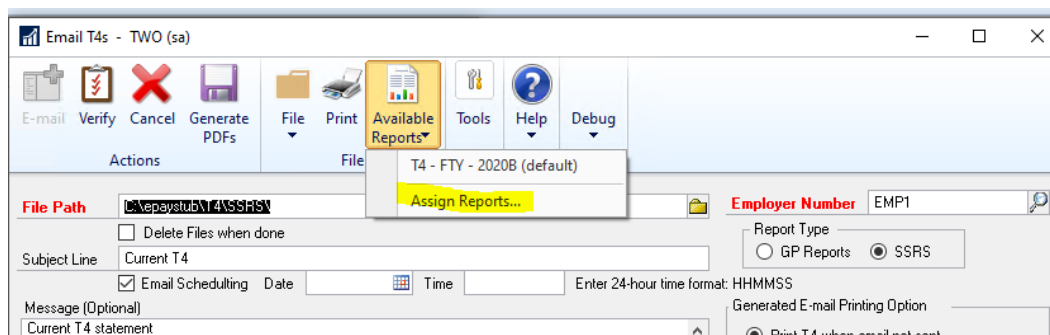 Email T4s - TWO (sa)
E-mail Verify Cancel Generate PDFs File Print Available Reports Tools Help Debug
Actions File
T4 - FTY - 2020B (default)
Assign Reports...
File Path C:\epaystub\T4\SSRS\ Employer Number EMP1
Delete Files when done Report Type
GP Reports SSRS
Subject Line Current T4
Email Schedulting Date Time Enter 24-hour time format: HHMMSS
Message (Optional) Generated E-mail Printing Option
Current T4 statement Print T4 when email not sent